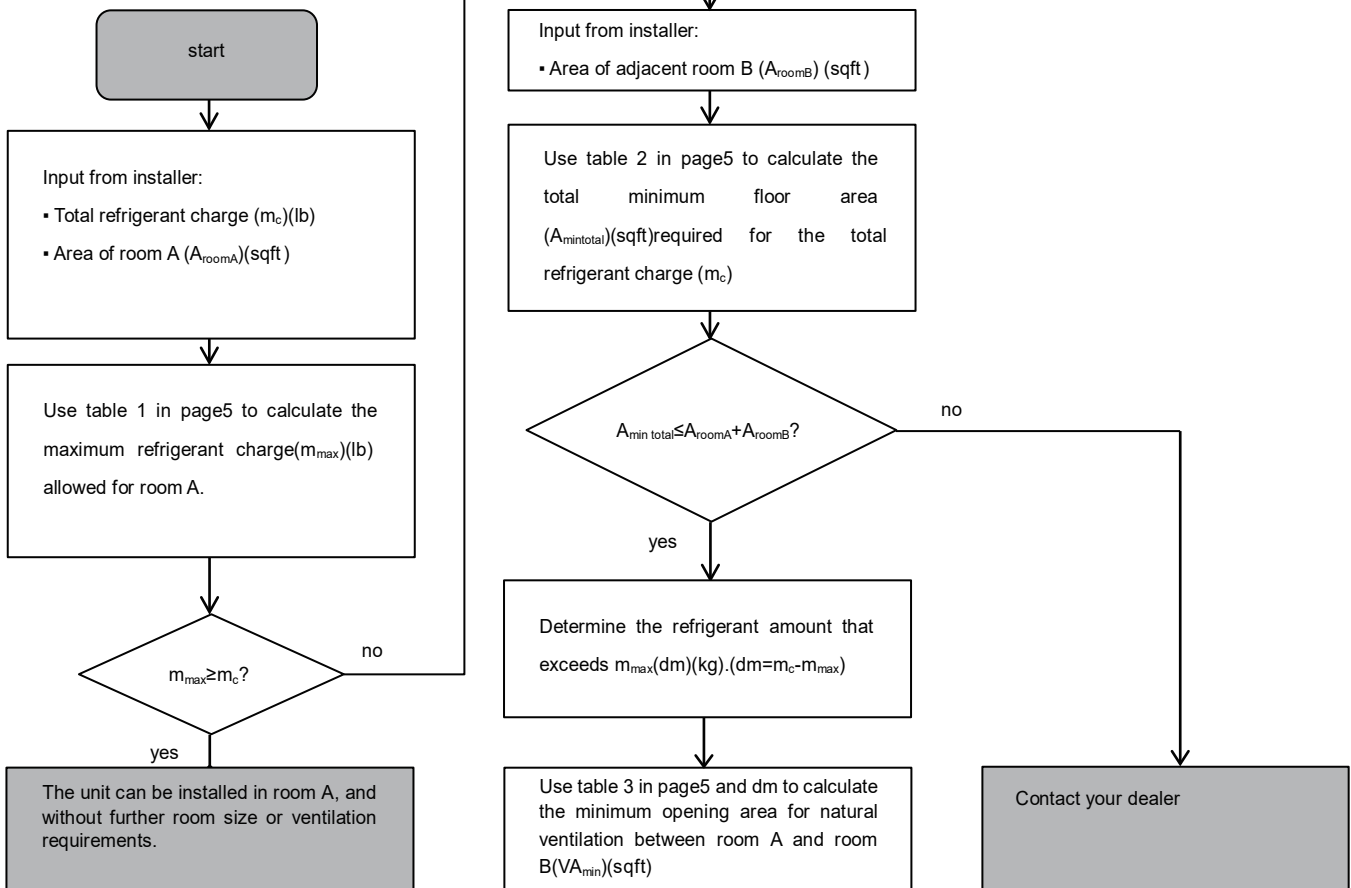 start
Input from installer:
▪ Total refrigerant charge (mc)(lb)
▪ Area of room A (AroomA)(sqft)
Use table 1 in page5 to calculate the
maximum refrigerant charge(mmax)(lb)
allowed for room A.
mmax≥mc?
no
yes
The unit can be installed in room A, and
without further room size or ventilation
requirements.
Input from installer:
▪ Area of adjacent room B (AroomB) (sqft)
Use table 2 in page5 to calculate the
total minimum floor area
(Amintotal)(sqft)required for the total
refrigerant charge (mc)
Amin total≤AroomA+AroomB?
no
yes
Determine the refrigerant amount that
exceeds mmax(dm)(kg).(dm=mc-mmax)
Use table 3 in page5 and dm to calculate
the minimum opening area for natural
ventilation between room A and room
B(VAmin)(sqft)
Contact your dealer